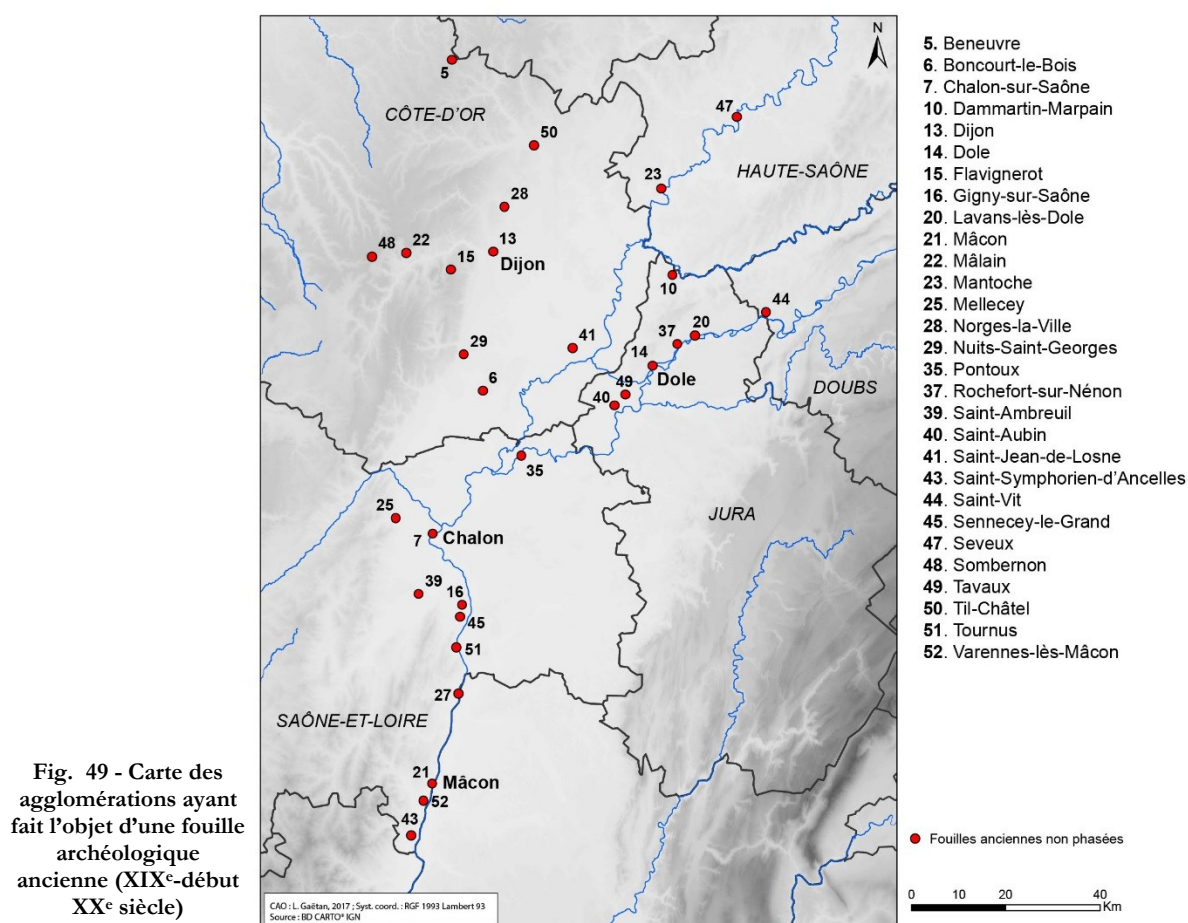 N
5
CÔTE-D'OR
47
50
HAUTE-SAÔNE
23
28
48
22
13
15
Dijon
10
44
20
37
41
29
14
Dole
6
49
DOUBS
40
35
25
JURA
7
Chalon
39
16
45
51
27
SAÔNE-ET-LOIRE
21
Mâcon
52
43
CAO : L. Gaëtan, 2017 ; Syst. coord. : RGF 1993 Lambert 93
Source : BD CARTO® IGN
5. Beneuvre
6. Boncourt-le-Bois
7. Chalon-sur-Saône
10. Dammartin-Marpain
13. Dijon
14. Dole
15. Flavignerot
16. Gigny-sur-Saône
20. Lavans-lès-Dole
21. Mâcon
22. Mâlain
23. Mantoche
25. Mellecey
28. Norges-la-Ville
29. Nuits-Saint-Georges
35. Pontoux
37. Rochefort-sur-Nénon
39. Saint-Ambreuil
40. Saint-Aubin
41. Saint-Jean-de-Losne
43. Saint-Symphorien-d'Ancelles
44. Saint-Vit
45. Sennecey-le-Grand
47. Seveux
48. Sombernon
49. Tavaux
50. Til-Châtel
51. Tournus
52. Varennes-lès-Mâcon
Fouilles anciennes non phasées
0 10 20 40
Km
Fig. 49 - Carte des
agglomérations ayant
fait l'objet d'une fouille
archéologique
ancienne (XIXe-début
XXe siècle)